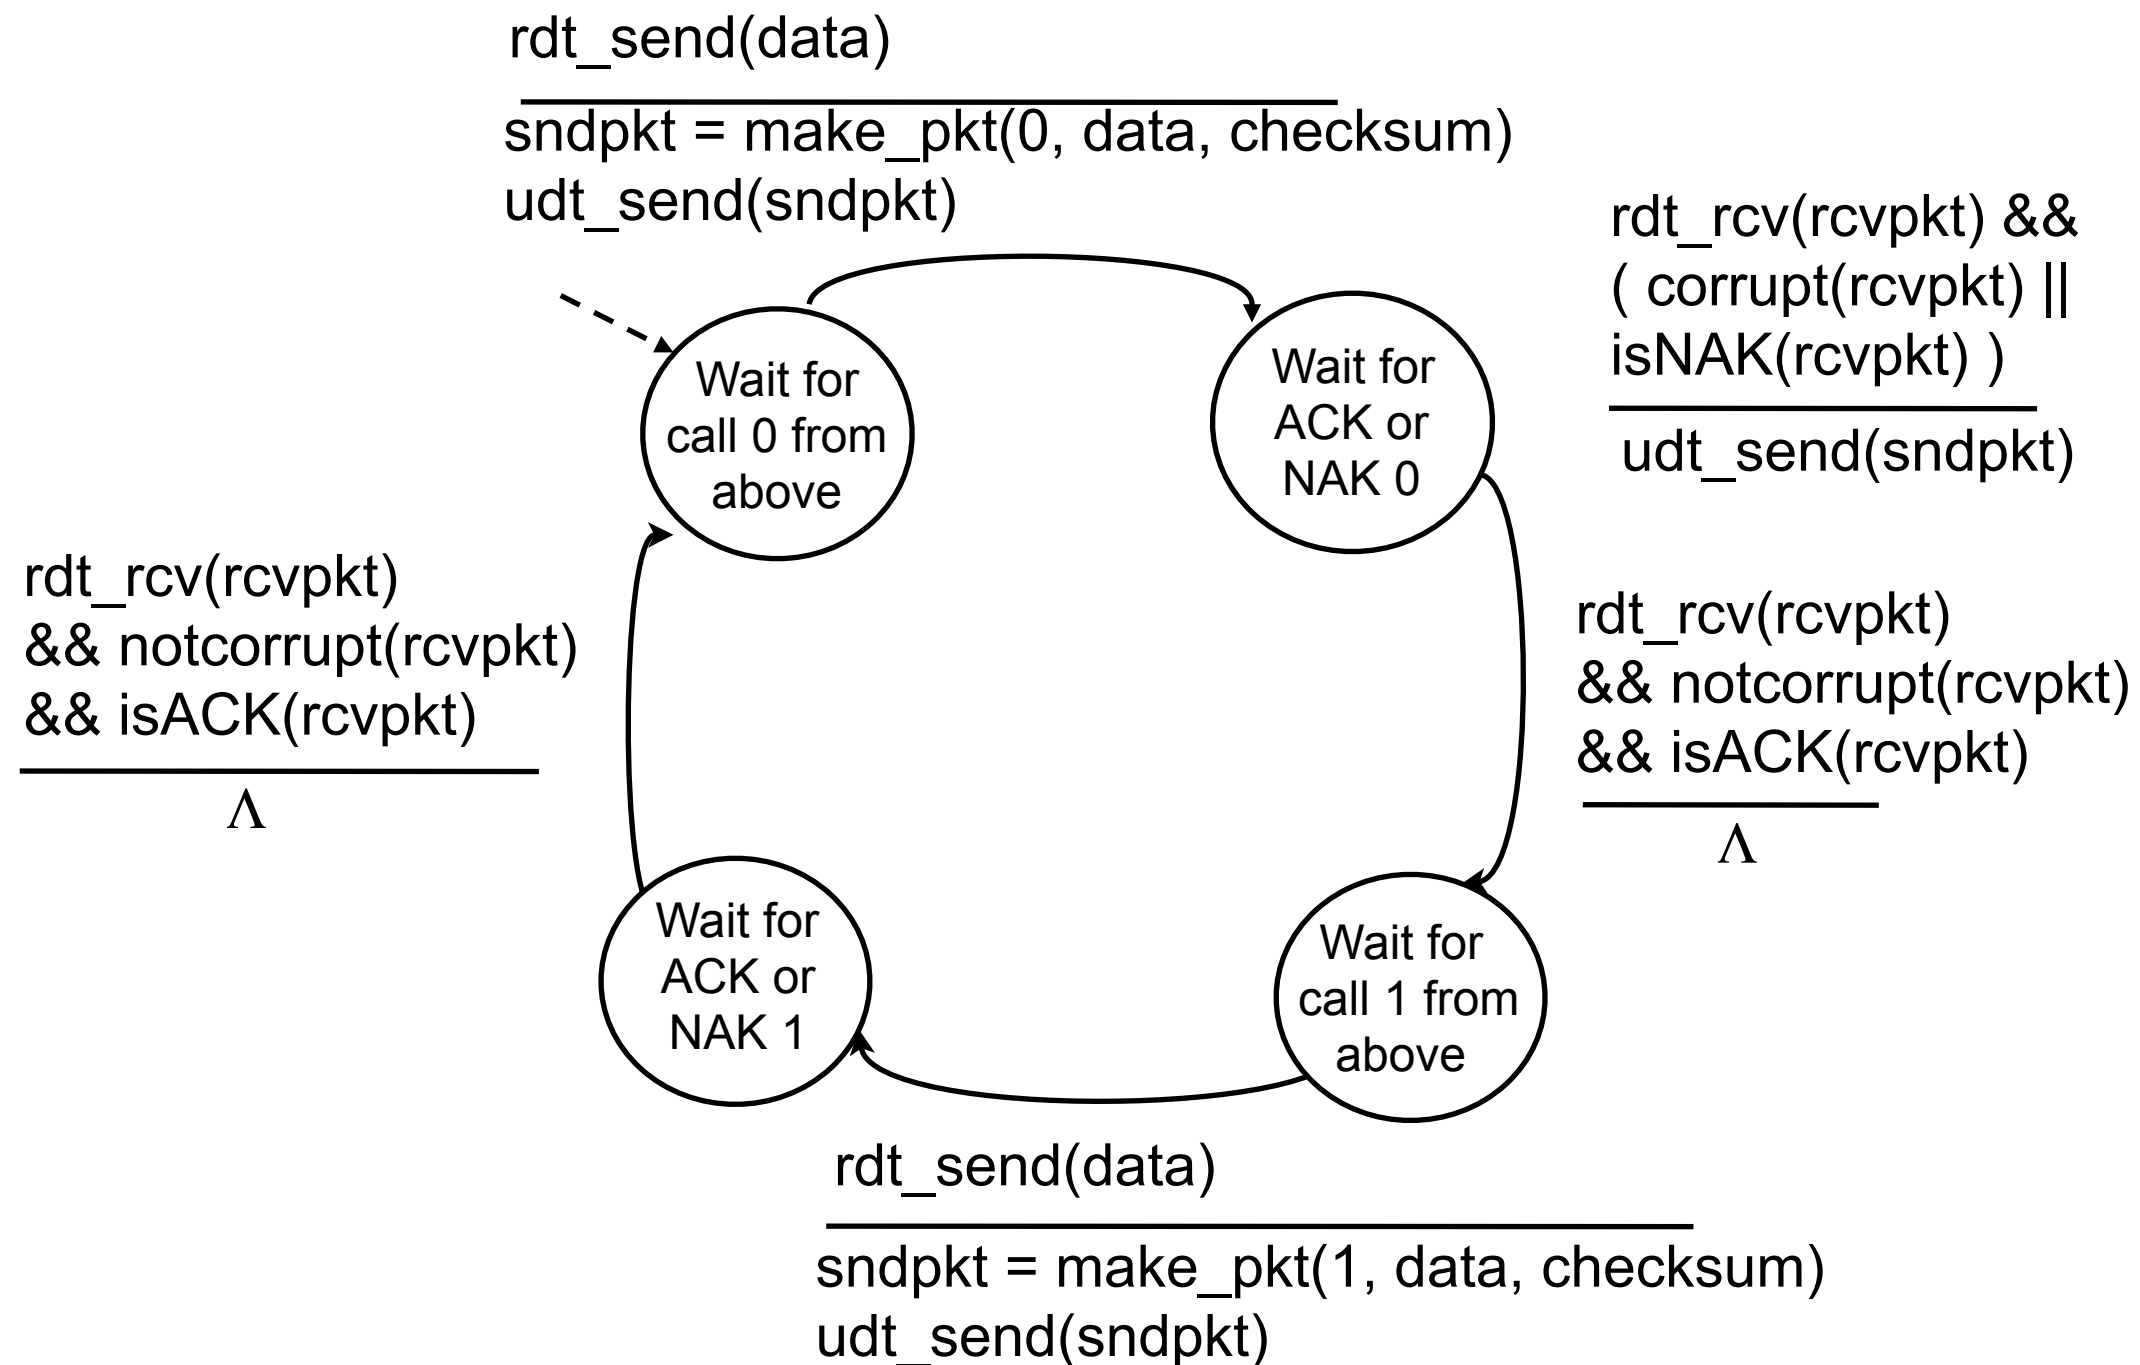 rdt_send(data)
sndpkt = make_pkt(0, data, checksum)
udt_send(sndpkt)
rdt_rcv(rcvpkt) &&
( corrupt(rcvpkt) ||
isNAK(rcvpkt) )
udt_send(sndpkt)
Wait for
call 0 from
above
Wait for
ACK or
NAK 0
rdt_rcv(rcvpkt)
&& notcorrupt(rcvpkt)
&& isACK(rcvpkt)
Λ
rdt_rcv(rcvpkt)
&& notcorrupt(rcvpkt)
&& isACK(rcvpkt)
Λ
Wait for
ACK or
NAK 1
Wait for
call 1 from
above
rdt_send(data)
sndpkt = make_pkt(1, data, checksum)
udt_send(sndpkt)